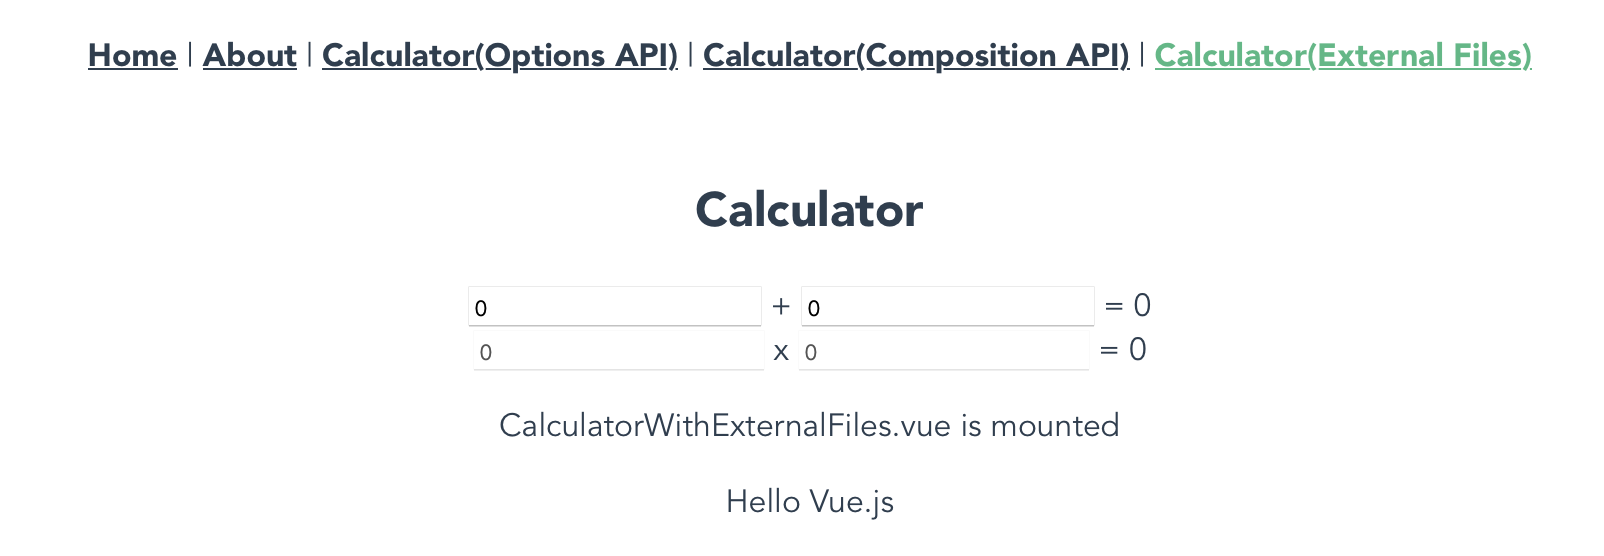 Home | About | Calculator(Options API) | Calculator(Composition API) | Calculator(External Files)
Calculator
0 + 0 = 0
0 x 0 = 0
CalculatorWithExternalFiles.vue is mounted
Hello Vue.js